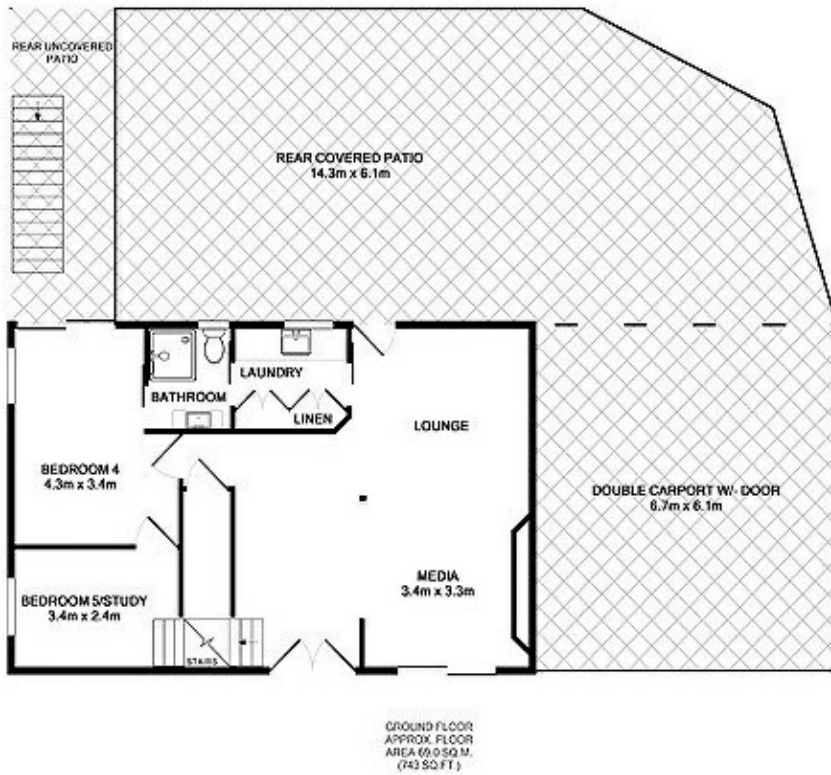 REAR UNCOVERED
PATIO
REAR COVERED PATIO
14.3m x 6.1m
LAUNDRY
BATHROOM
LINEN
LOUNGE
BEDROOM 4
4.3m x 3.4m
DOUBLE CARPORT W/- DOOR
6.7m x 6.1m
MEDIA
3.4m x 3.3m
BEDROOM 5/STUDY
3.4m x 2.4m
STAIRS
GROUND FLOOR
APPROX. FLOOR
AREA 69.0 SQ.M.
(743 SQ.FT.)